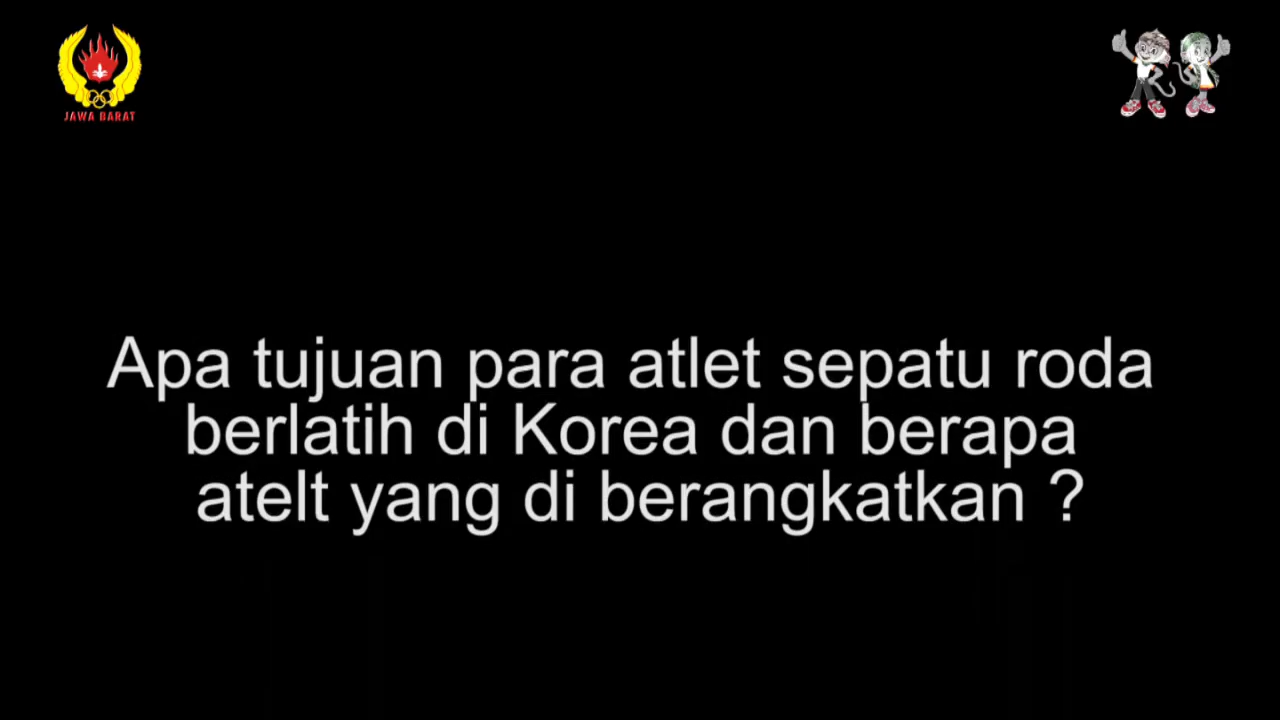 JAWA BARAT
Apa tujuan para atlet sepatu roda
berlatih di Korea dan berapa
atelt yang di berangkatkan ?